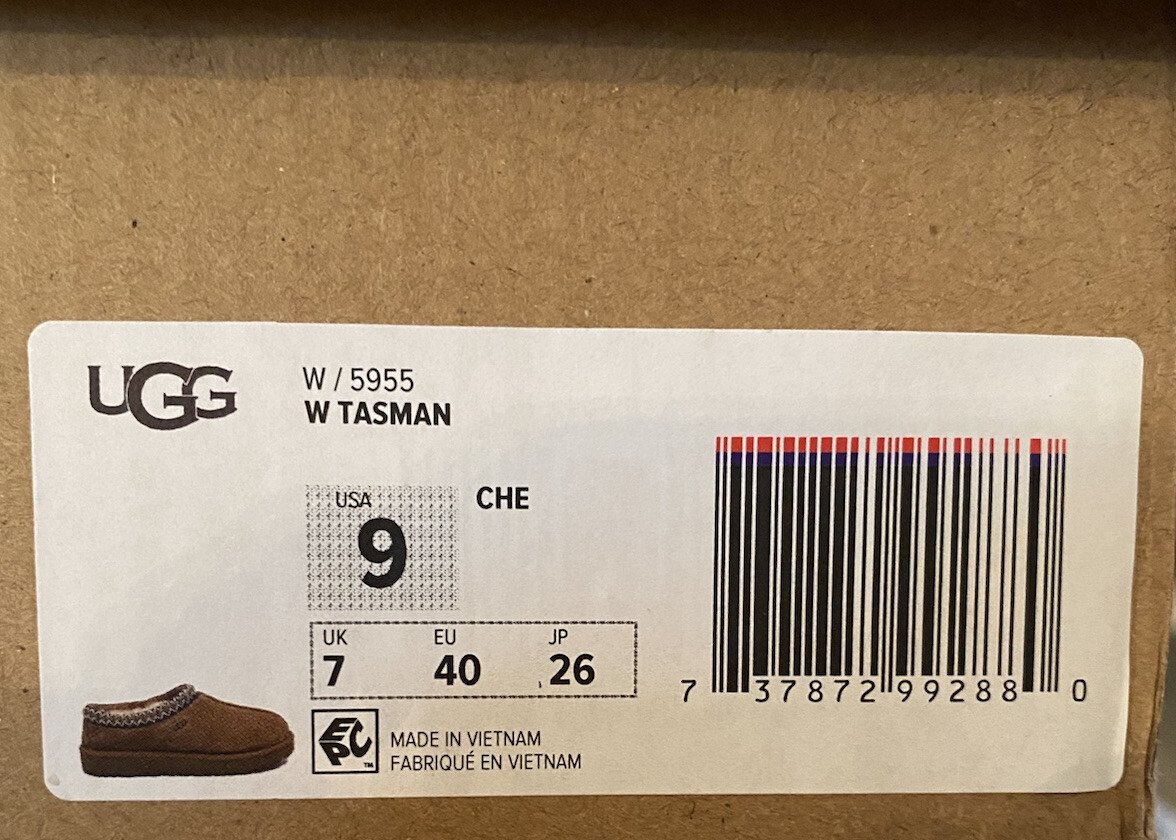 UGG
W / 5955
W TASMAN
USA
9
CHE
UK EU JP
7 40 26
7 37872 99288 0
EPC™
MADE IN VIETNAM
FABRIQUÉ EN VIETNAM